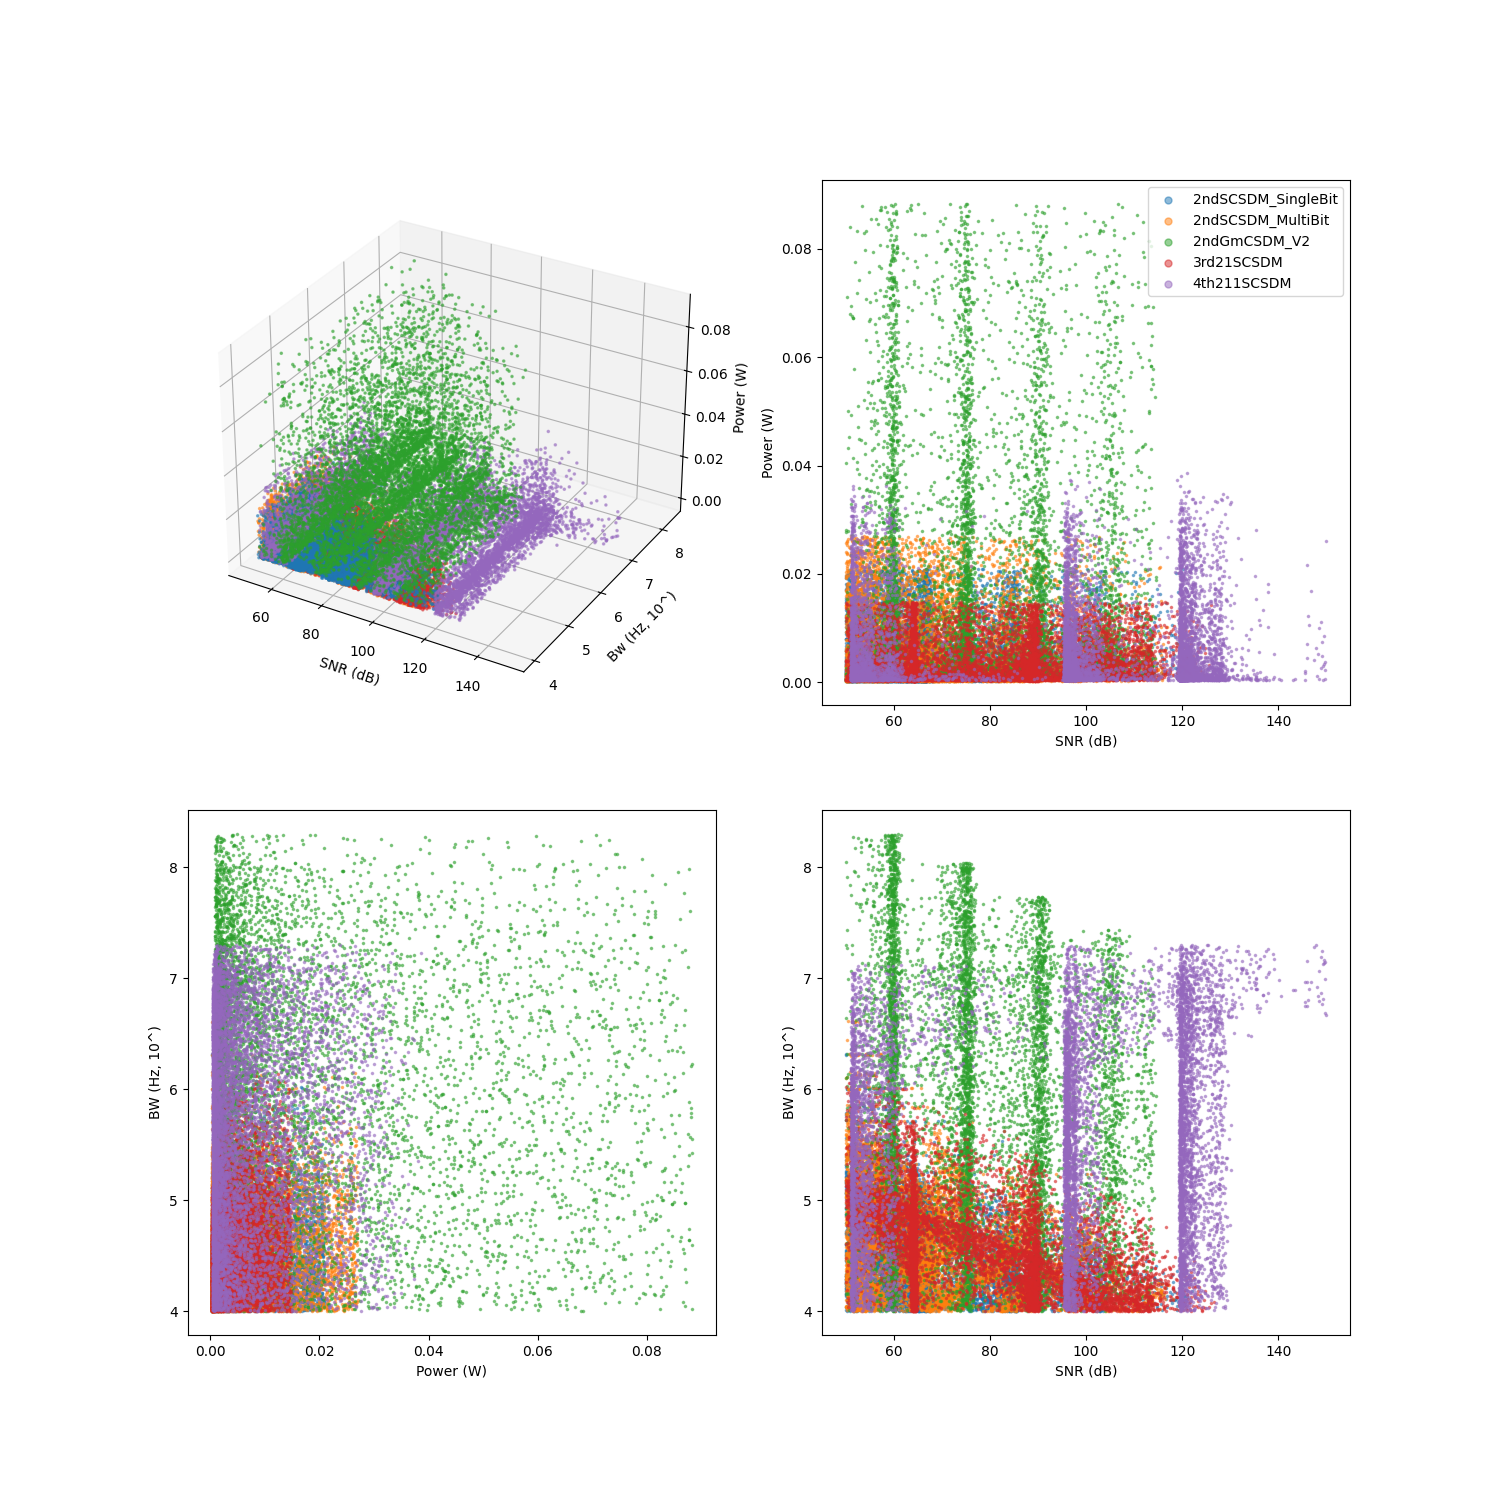 0.08
0.06
0.04
0.02
0.00
Power (W)
8
7
6
5
4
Bw (Hz, 10^)
60
80
100
120
140
SNR (dB)
2ndSCSDM_SingleBit
2ndSCSDM_MultiBit
2ndGmCSDM_V2
3rd21SCSDM
4th211SCSDM
0.08
0.06
0.04
0.02
0.00
Power (W)
60 80 100 120 140
SNR (dB)
8
7
6
5
4
BW (Hz, 10^)
0.00 0.02 0.04 0.06 0.08
Power (W)
8
7
6
5
4
BW (Hz, 10^)
60 80 100 120 140
SNR (dB)